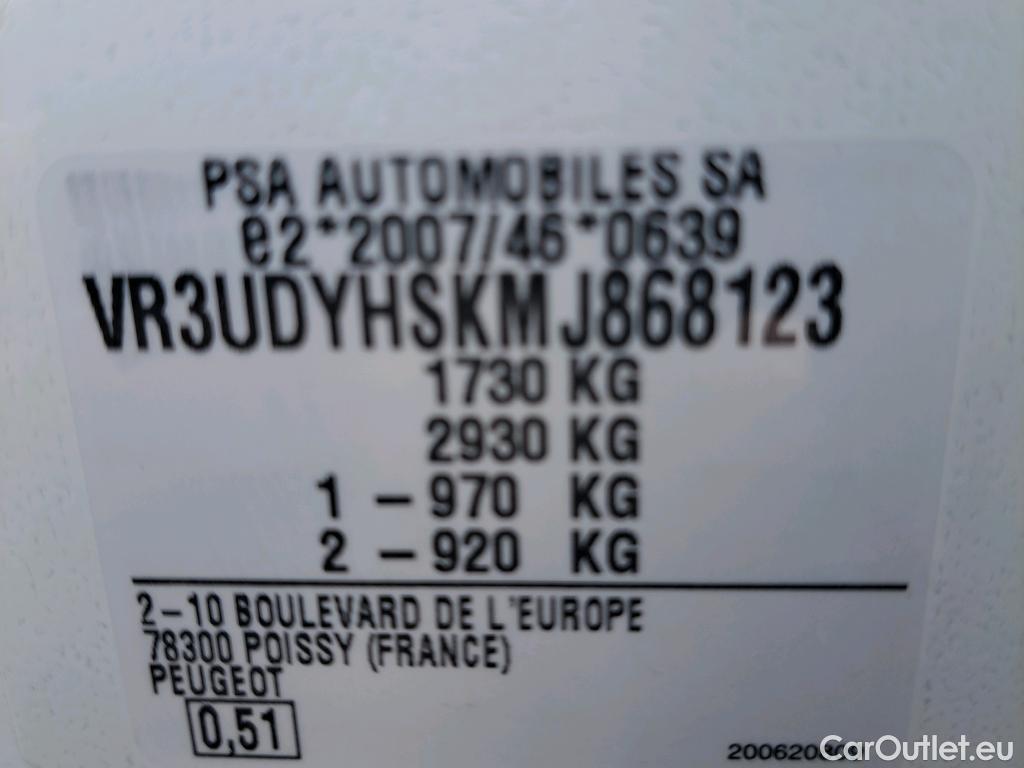 PSA AUTOMOBILES SA
e2*2007/46*0639
VR3UDYHSKMJ868123
1730 KG
2930 KG
1 – 970 KG
2 – 920 KG
2–10 BOULEVARD DE L'EUROPE
78300 POISSY (FRANCE)
PEUGEOT
0,51
CarOutlet.eu